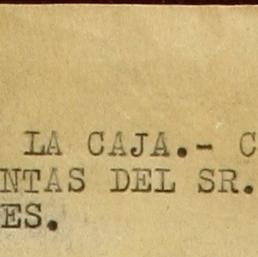 LA CAJA.- C
NTAS DEL SR.
ES.